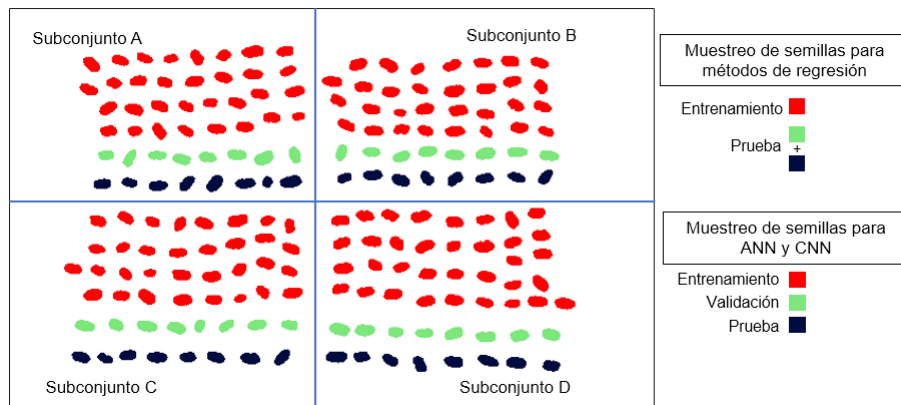 Subconjunto A
Subconjunto B
Subconjunto C
Subconjunto D
Muestreo de semillas para
métodos de regresión
Entrenamiento
Prueba
+
Muestreo de semillas para
ANN y CNN
Entrenamiento
Validación
Prueba